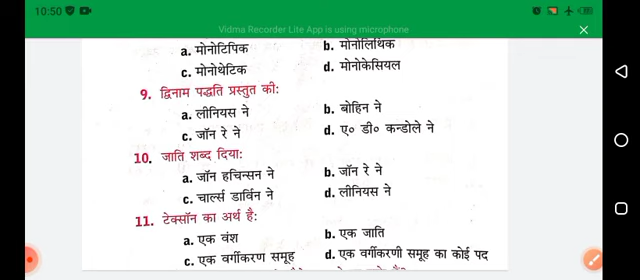 10:50
Vidma Recorder Lite App is using microphone
a. मोनोटिपिक b. मोनोलिथिक
c. मोनोथेटिक d. मोनोकेसियल
9. द्विनाम पद्धति प्रस्तुत की:
a. लीनियस ने b. बोहिन ने
c. जॉन रे ने d. ए० डी० कन्डोले ने
10. जाति शब्द दिया:
a. जॉन हचिन्सन ने b. जॉन रे ने
c. चार्ल्स डार्विन ने d. लीनियस ने
11. टेक्सॉन का अर्थ है:
a. एक वंश b. एक जाति
c. एक वर्गीकरण समूह d. एक वर्गीकरणी समूह का कोई पद